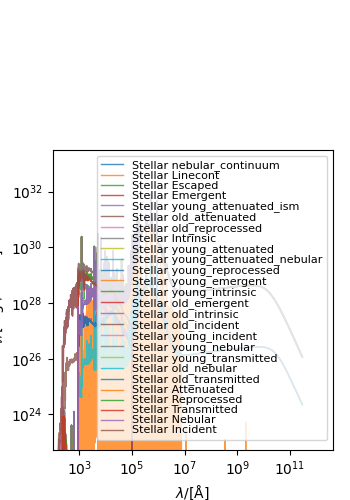 Stellar nebular_continuum
Stellar Linecont
Stellar Escaped
Stellar Emergent
Stellar young_attenuated_ism
Stellar old_attenuated
Stellar old_reprocessed
Stellar Intrinsic
Stellar young_attenuated
Stellar young_attenuated_nebular
Stellar young_reprocessed
Stellar young_emergent
Stellar young_intrinsic
Stellar old_emergent
Stellar old_intrinsic
Stellar old_incident
Stellar young_incident
Stellar young_nebular
Stellar young_transmitted
Stellar old_nebular
Stellar old_transmitted
Stellar Attenuated
Stellar Reprocessed
Stellar Transmitted
Stellar Nebular
Stellar Incident
10³²
10³⁰
10²⁸
10²⁶
10²⁴
10³ 10⁵ 10⁷ 10⁹ 10¹¹
λ/[Å]